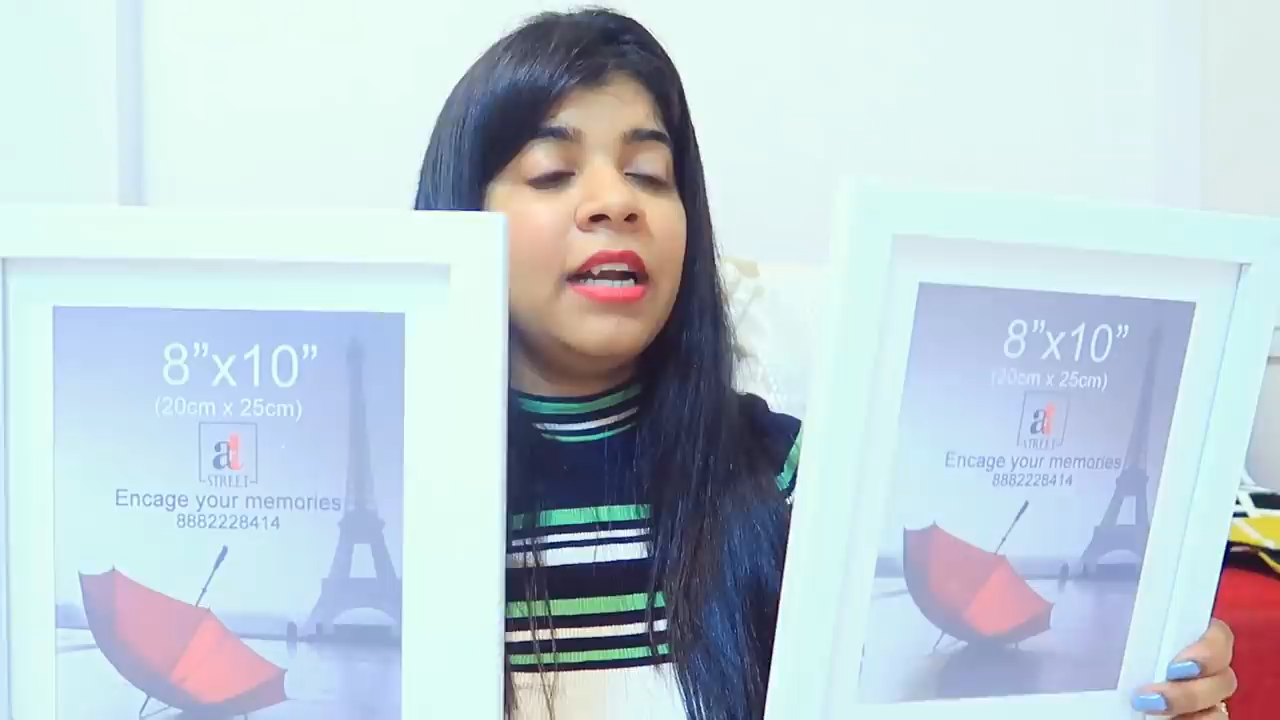 8”x10”
(20cm x 25cm)
at
STREET
Encage your memories
8882228414
8”x10”
(20cm x 25cm)
at
STREET
Encage your memories
8882228414